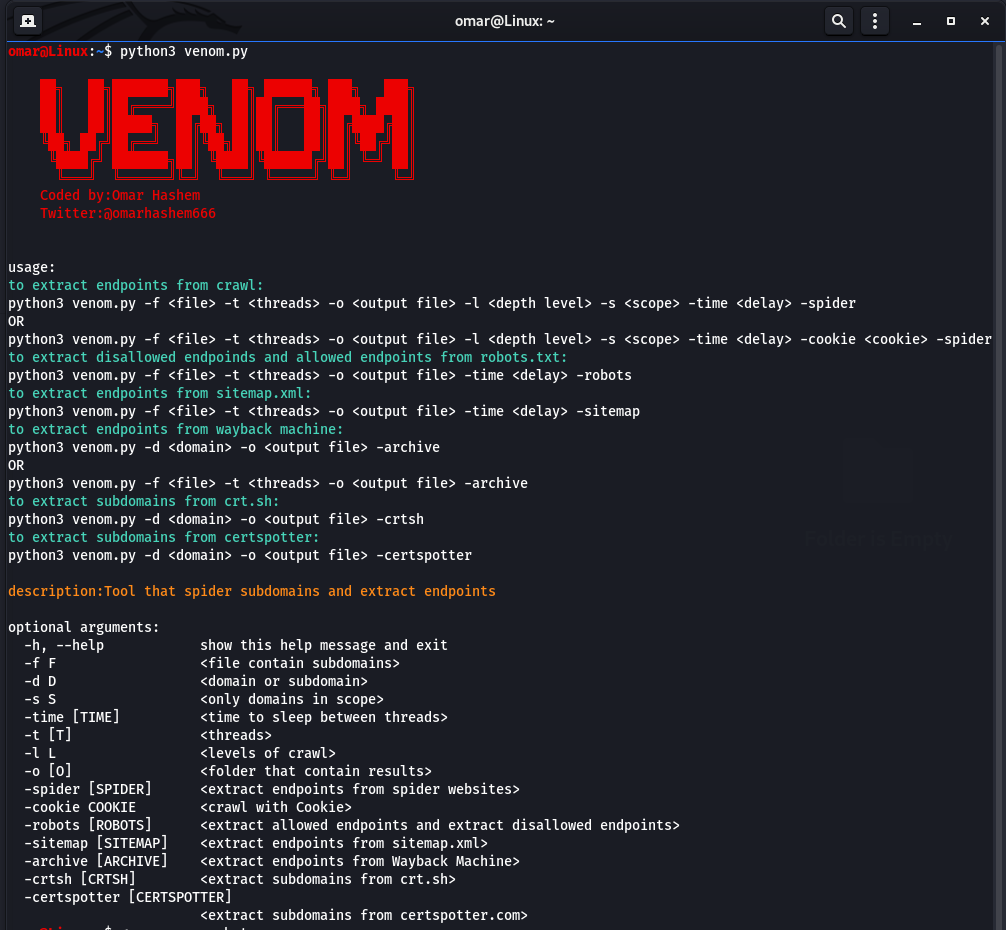 omar@Linux: ~
omar@Linux:~$ python3 venom.py
VENOM
Coded by:Omar Hashem
Twitter:@omarhashem666
usage:
to extract endpoints from crawl:
python3 venom.py -f <file> -t <threads> -o <output file> -l <depth level> -s <scope> -time <delay> -spider
OR
python3 venom.py -f <file> -t <threads> -o <output file> -l <depth level> -s <scope> -time <delay> -cookie <cookie> -spider
to extract disallowed endpoinds and allowed endpoints from robots.txt:
python3 venom.py -f <file> -t <threads> -o <output file> -time <delay> -robots
to extract endpoints from sitemap.xml:
python3 venom.py -f <file> -t <threads> -o <output file> -time <delay> -sitemap
to extract endpoints from wayback machine:
python3 venom.py -d <domain> -o <output file> -archive
OR
python3 venom.py -f <file> -t <threads> -o <output file> -archive
to extract subdomains from crt.sh:
python3 venom.py -d <domain> -o <output file> -crtsh
to extract subdomains from certspotter:
python3 venom.py -d <domain> -o <output file> -certspotter
Folder is Empty
description:Tool that spider subdomains and extract endpoints
optional arguments:
-h, --help show this help message and exit
-f F <file contain subdomains>
-d D <domain or subdomain>
-s S <only domains in scope>
-time [TIME] <time to sleep between threads>
-t [T] <threads>
-l L <levels of crawl>
-o [O] <folder that contain results>
-spider [SPIDER] <extract endpoints from spider websites>
-cookie COOKIE <crawl with Cookie>
-robots [ROBOTS] <extract allowed endpoints and extract disallowed endpoints>
-sitemap [SITEMAP] <extract endpoints from sitemap.xml>
-archive [ARCHIVE] <extract endpoints from Wayback Machine>
-crtsh [CRTSH] <extract subdomains from crt.sh>
-certspotter [CERTSPOTTER]
<extract subdomains from certspotter.com>